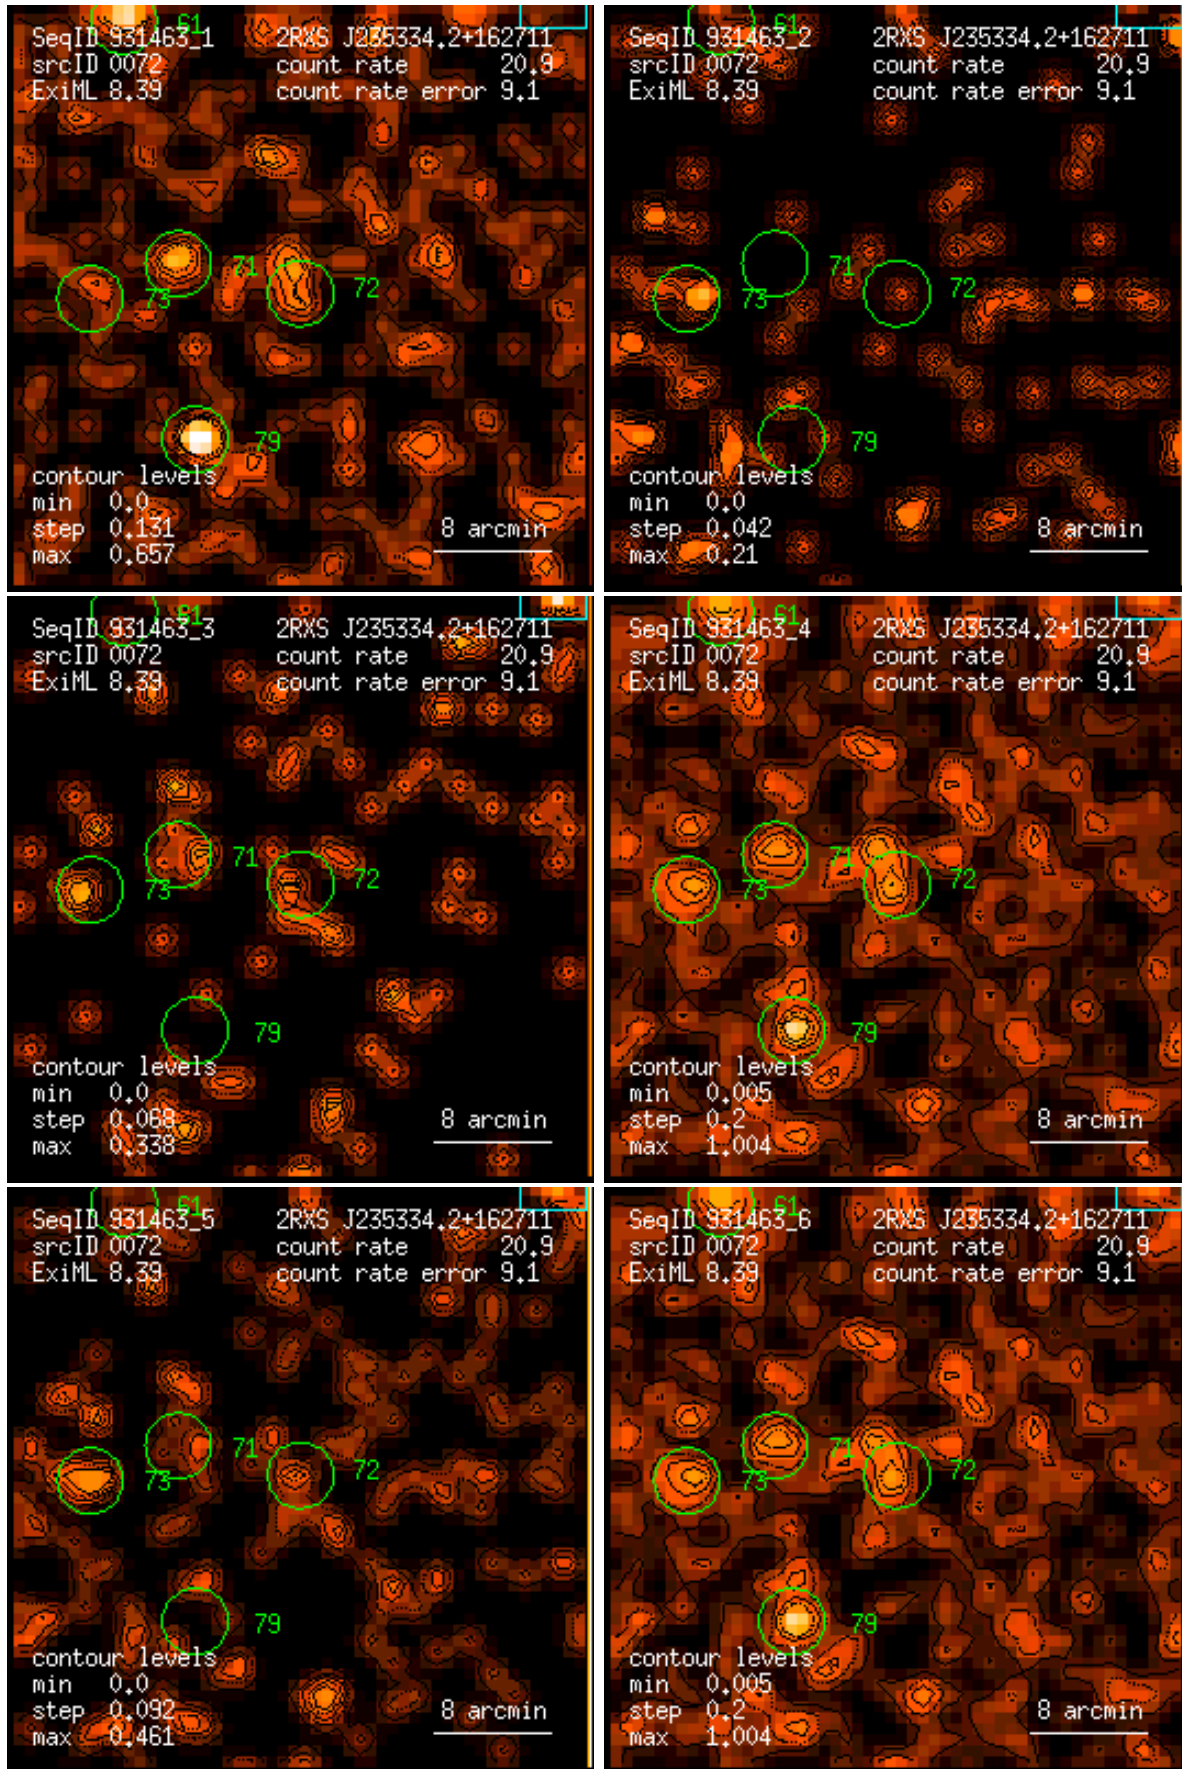 61
SeqID 931463_1 2RXS J235334.2+162711
srcID 0072 count rate 20.9
ExiML 8.39 count rate error 9.1
71
73
72
79
contour levels
min 0.0
step 0.131
max 0.657
8 arcmin
61
SeqID 931463_2 2RXS J235334.2+162711
srcID 0072 count rate 20.9
ExiML 8.39 count rate error 9.1
71
73
72
79
contour levels
min 0.0
step 0.042
max 0.21
8 arcmin
61
SeqID 931463_3 2RXS J235334.2+162711
srcID 0072 count rate 20.9
ExiML 8.39 count rate error 9.1
71
73
72
79
contour levels
min 0.0
step 0.068
max 0.338
8 arcmin
61
SeqID 931463_4 2RXS J235334.2+162711
srcID 0072 count rate 20.9
ExiML 8.39 count rate error 9.1
71
73
72
79
contour levels
min 0.005
step 0.2
max 1.004
8 arcmin
61
SeqID 931463_5 2RXS J235334.2+162711
srcID 0072 count rate 20.9
ExiML 8.39 count rate error 9.1
71
73
72
79
contour levels
min 0.0
step 0.092
max 0.461
8 arcmin
61
SeqID 931463_6 2RXS J235334.2+162711
srcID 0072 count rate 20.9
ExiML 8.39 count rate error 9.1
71
73
72
79
contour levels
min 0.005
step 0.2
max 1.004
8 arcmin